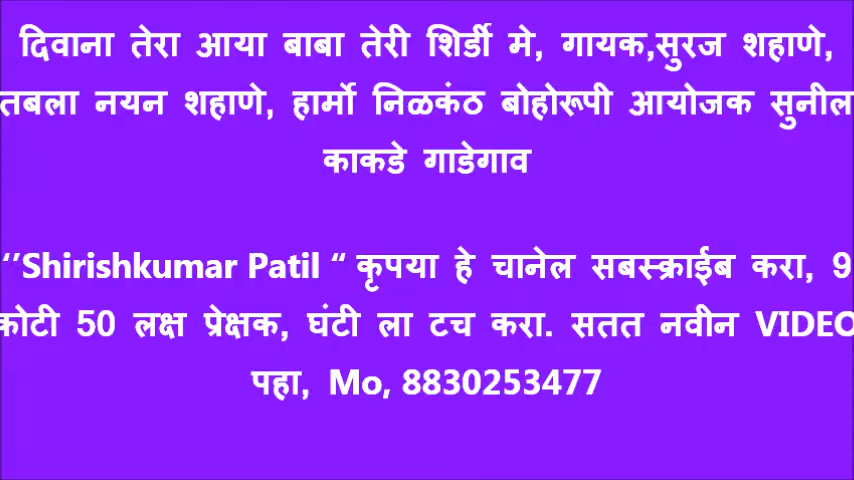 दिवाना तेरा आया बाबा तेरी शिर्डी मे, गायक,सुरज शहाणे,
तबला नयन शहाणे, हार्मो निळकंठ बोहोरूपी आयोजक सुनील
काकडे गाडेगाव
‘’Shirishkumar Patil “ कृपया हे चानेल सबस्क्राईब करा, 9
कोटी 50 लक्ष प्रेक्षक, घंटी ला टच करा. सतत नवीन VIDEO
पहा, Mo, 8830253477